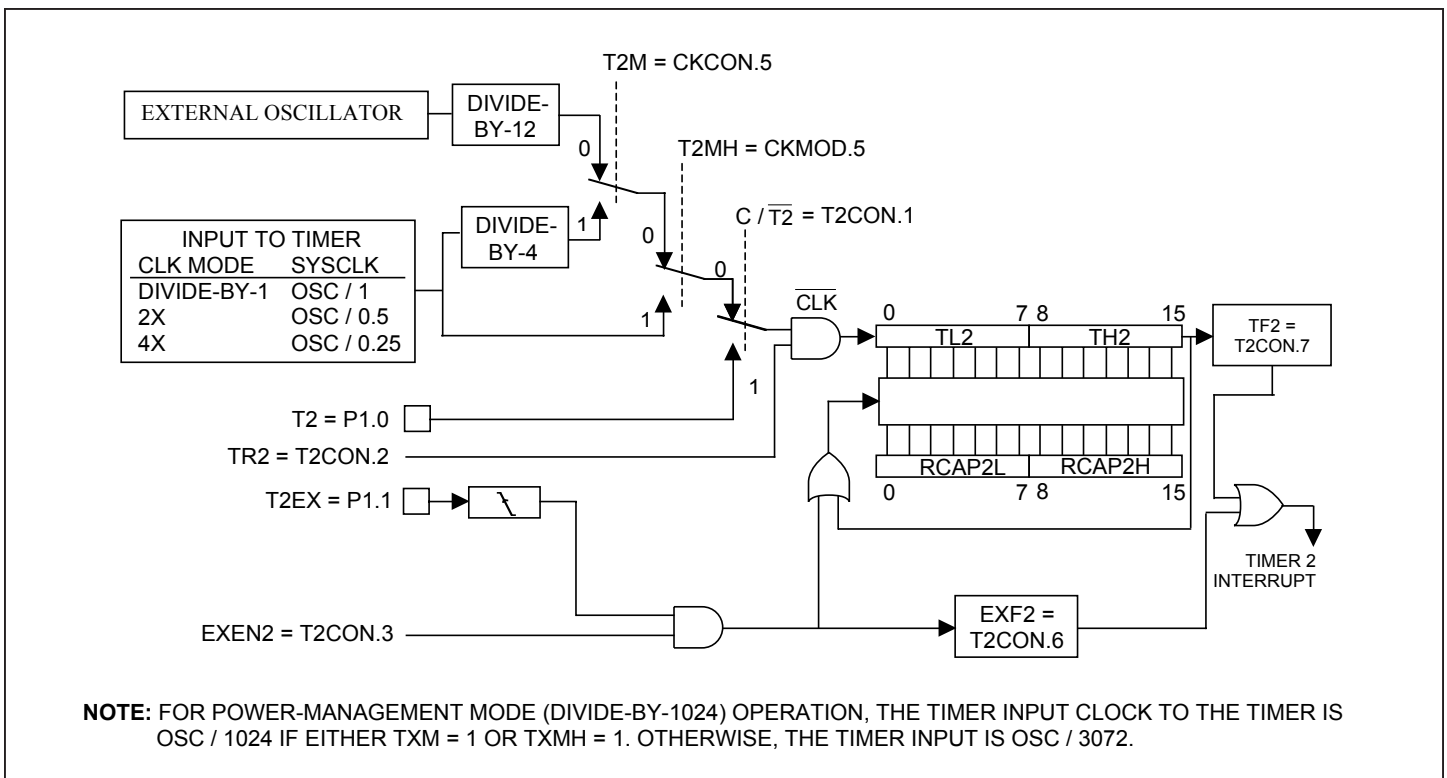 T2M = CKCON.5
EXTERNAL OSCILLATOR
DIVIDE-
BY-12
0
T2MH = CKMOD.5
1
DIVIDE-
BY-4
C / T2 = T2CON.1
INPUT TO TIMER
CLK MODE SYSCLK
DIVIDE-BY-1 OSC / 1
2X OSC / 0.5
4X OSC / 0.25
0
0
1
CLK
0 7 8 15
TL2 TH2
TF2 =
T2CON.7
1
T2 = P1.0
TR2 = T2CON.2
RCAP2L RCAP2H
0 7 8 15
T2EX = P1.1
TIMER 2
INTERRUPT
EXEN2 = T2CON.3
EXF2 =
T2CON.6
NOTE: FOR POWER-MANAGEMENT MODE (DIVIDE-BY-1024) OPERATION, THE TIMER INPUT CLOCK TO THE TIMER IS
OSC / 1024 IF EITHER TXM = 1 OR TXMH = 1. OTHERWISE, THE TIMER INPUT IS OSC / 3072.